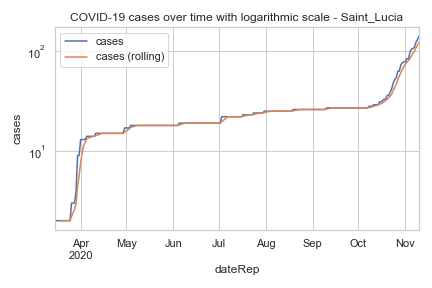 COVID-19 cases over time with logarithmic scale - Saint_Lucia
cases
cases (rolling)
10²
10¹
cases
Apr
2020
May
Jun
Jul
Aug
Sep
Oct
Nov
dateRep